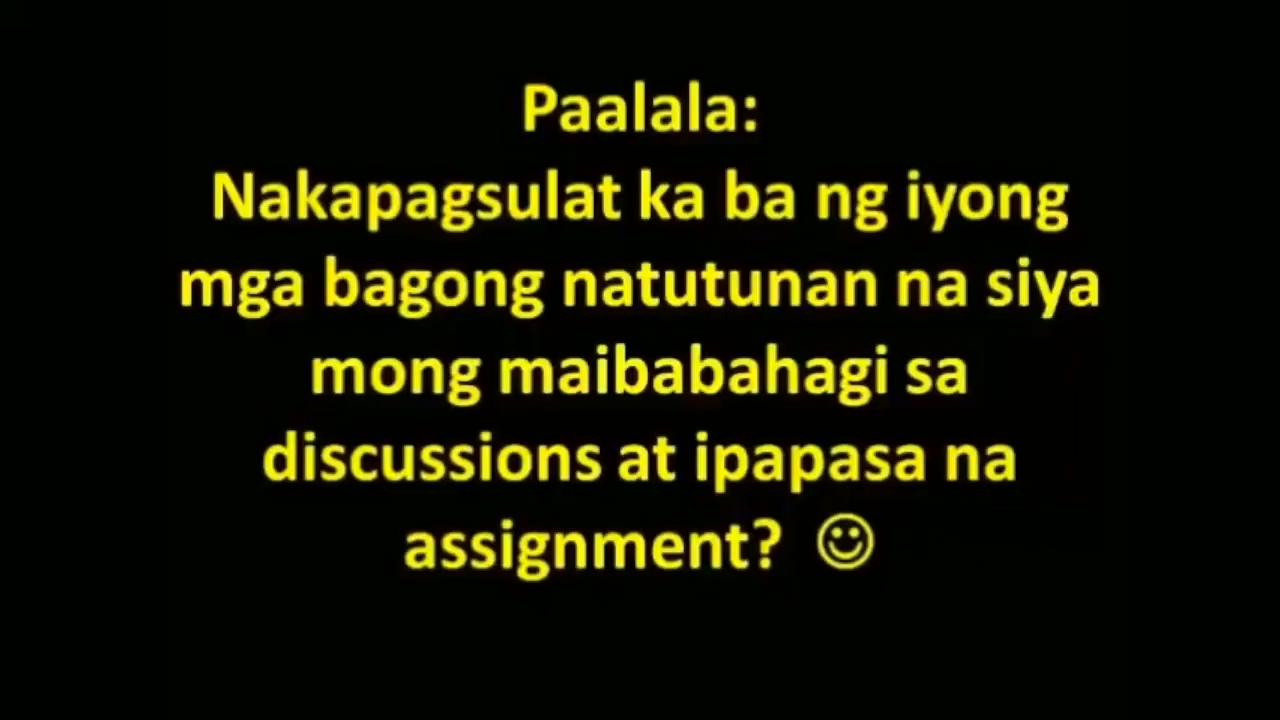 Paalala:
Nakapagsulat ka ba ng iyong
mga bagong natutunan na siya
mong maibabahagi sa
discussions at ipapasa na
assignment? ☺